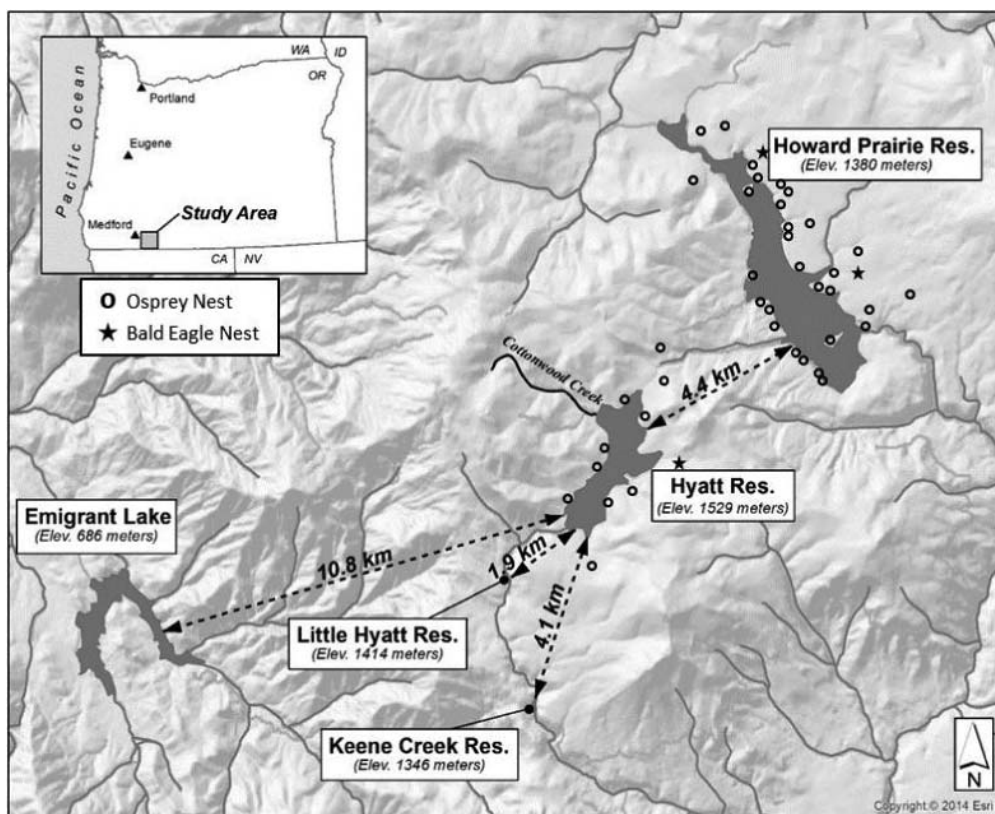 WA
ID
OR
Portland
Eugene
Pacific Ocean
Medford
Study Area
CA
NV
Osprey Nest
Bald Eagle Nest
Howard Prairie Res.
(Elev. 1380 meters)
Cottonwood Creek
4.4 km
Hyatt Res.
(Elev. 1529 meters)
Emigrant Lake
(Elev. 686 meters)
10.8 km
1.9 km
Little Hyatt Res.
(Elev. 1414 meters)
4.1 km
Keene Creek Res.
(Elev. 1346 meters)
N
Copyright:© 2014 Esri